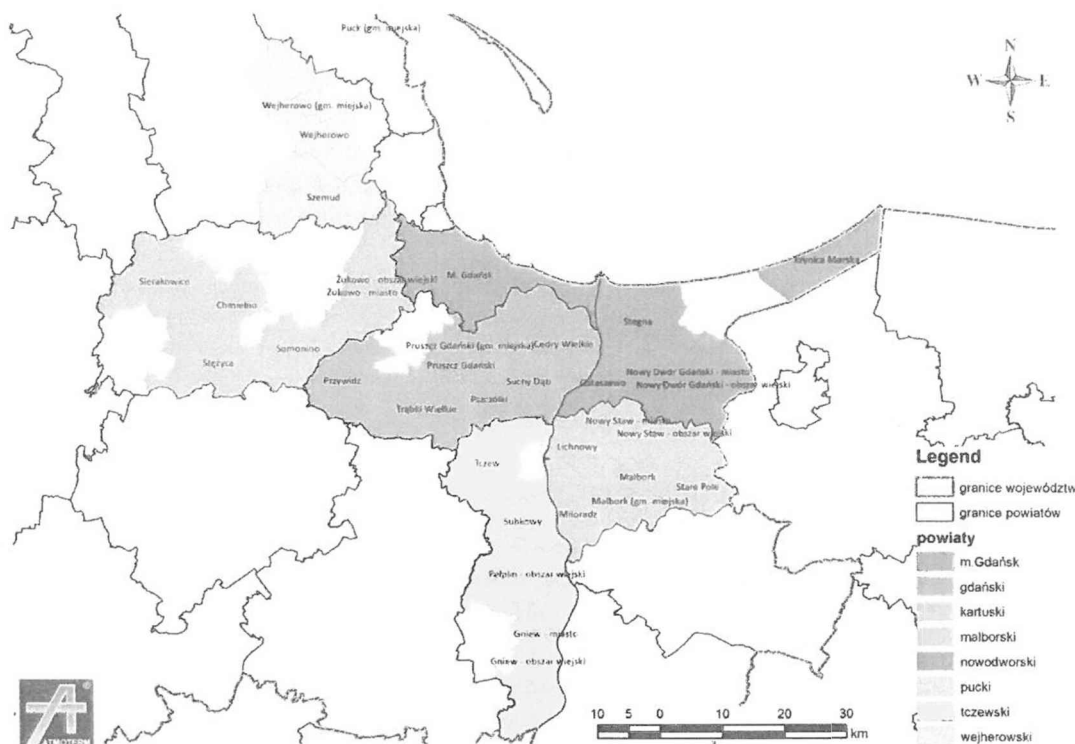 Puck (gm. miejska)
N
W E
S
Wejherowo (gm. miejska)
Wejherowo
Szemud
M. Gdańsk
Krynica Morska
Sierakowice
Żukowo - obszar wiejski
Żukowo - miasto
Chmielno
Stegna
Somonino
Pruszcz Gdański (gm. miejska)
Cedry Wielkie
Stężyca
Pruszcz Gdański
Nowy Dwór Gdański - miasto
Przywidz
Suchy Dąb
Ostaszewo
Nowy Dwór Gdański - obszar wiejski
Pszczółki
Trąbki Wielkie
Nowy Staw - miasto
Nowy Staw - obszar wiejski
Lichnowy
Tczew
Malbork
Stare Pole
Malbork (gm. miejska)
Miłoradz
Subkowy
Pelplin - obszar wiejski
Gniew - miasto
Gniew - obszar wiejski
Legend
granice województw
granice powiatów
powiaty
m.Gdańsk
gdański
kartuski
malborski
nowodworski
pucki
tczewski
wejherowski
10 5 0 10 20 30
km
ATMOTERM